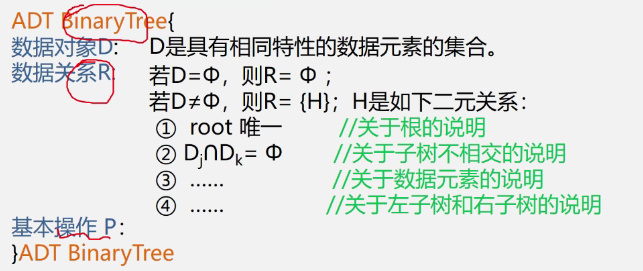 ADT BinaryTree{
数据对象D： D是具有相同特性的数据元素的集合。
数据关系R: 若D=Φ，则R= Φ ；
若D≠Φ，则R= {H}；H是如下二元关系：
① root 唯一 //关于根的说明
② Dj∩Dk= Φ //关于子树不相交的说明
③ …… //关于数据元素的说明
④ …… //关于左子树和右子树的说明
基本操作 P：
}ADT BinaryTree